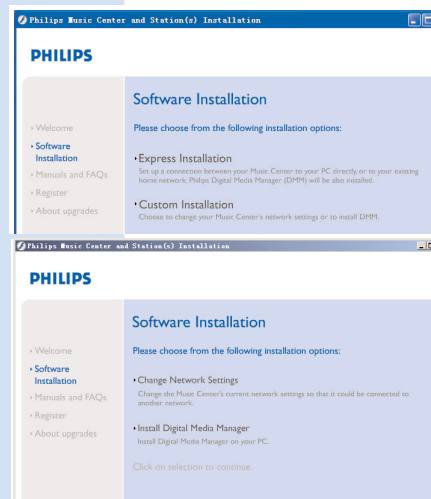 Philips Music Center and Station(s) Installation
PHILIPS
Software Installation
Please choose from the following installation options:
Welcome
Software
Installation
Manuals and FAQs
Register
About upgrades
Express Installation
Set up a connection between your Music Center to your PC directly, or to your existing
home network. Philips Digital Media Manager (DMM) will be also installed.
Custom Installation
Choose to change your Music Center's network settings or to install DMM.
Philips Music Center and Station(s) Installation
PHILIPS
Software Installation
Please choose from the following installation options:
Welcome
Software
Installation
Manuals and FAQs
Register
About upgrades
Change Network Settings
Change the Music Center's current network settings so that it could be connected to
another network.
Install Digital Media Manager
Install Digital Media Manager on your PC.
Click on selection to continue.